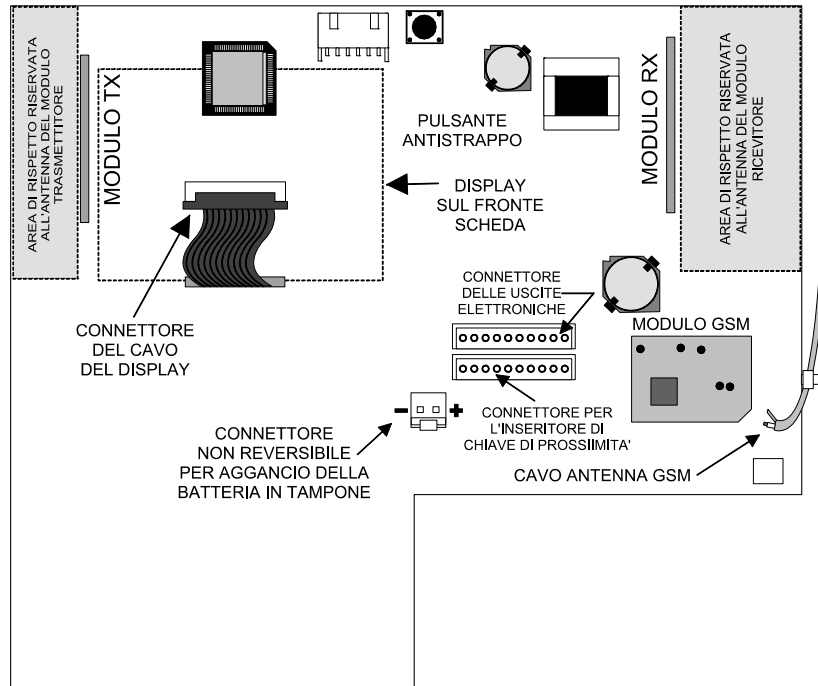 AREA DI RISPETTO RISERVATA
ALL'ANTENNA DEL MODULO
TRASMETTITORE
MODULO TX
PULSANTE
ANTISTRAPPO
MODULO RX
AREA DI RISPETTO RISERVATA
ALL'ANTENNA DEL MODULO
RICEVITORE
DISPLAY
SUL FRONTE
SCHEDA
CONNETTORE
DELLE USCITE
ELETTRONICHE
CONNETTORE
DEL CAVO
DEL DISPLAY
MODULO GSM
- +
CONNETTORE PER
L'INSERITORE DI
CHIAVE DI PROSSIIMITA'
CONNETTORE
NON REVERSIBILE
PER AGGANCIO DELLA
BATTERIA IN TAMPONE
CAVO ANTENNA GSM